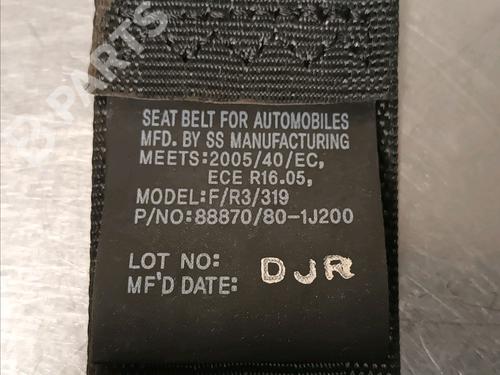 B-PARTS
SEAT BELT FOR AUTOMOBILES
MFD. BY SS MANUFACTURING
MEETS:2005/40/EC,
ECE R16.05,
MODEL:F/R3/319
P/NO:88870/80-1J200
LOT NO: DJR
MF'D DATE: